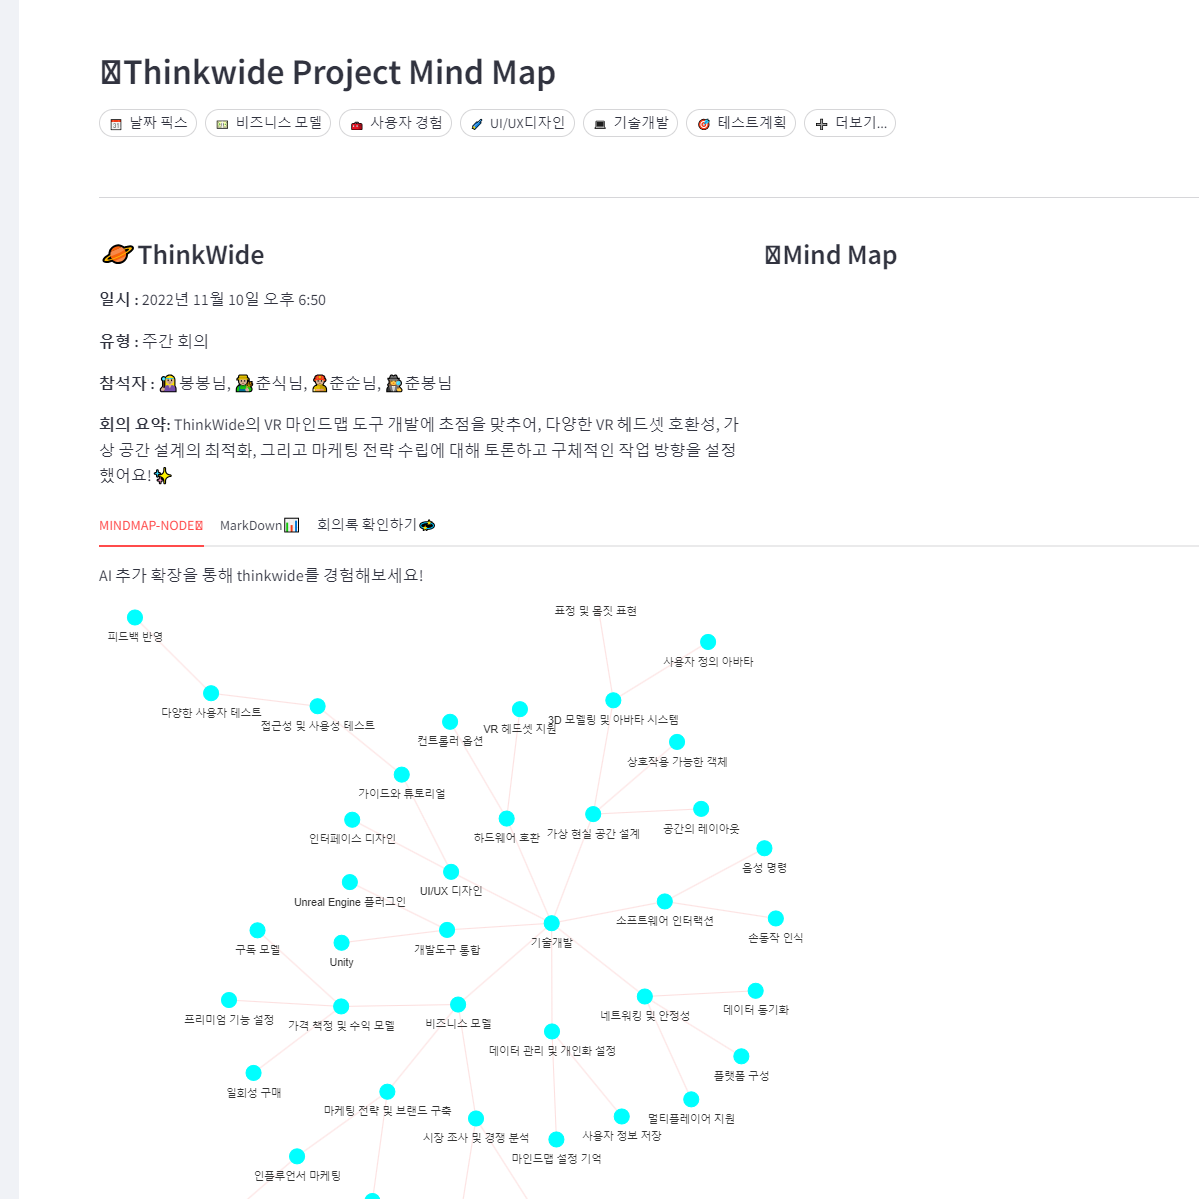 Thinkwide Project Mind Map
날짜 픽스
비즈니스 모델
사용자 경험
UI/UX디자인
기술개발
테스트계획
더보기...
ThinkWide
일시 : 2022년 11월 10일 오후 6:50
유형 : 주간 회의
참석자 : 봉봉님, 춘식님, 춘순님, 춘봉님
회의 요약: ThinkWide의 VR 마인드맵 도구 개발에 초점을 맞추어, 다양한 VR 헤드셋 호환성, 가
상 공간 설계의 최적화, 그리고 마케팅 전략 수립에 대해 토론하고 구체적인 작업 방향을 설정
했어요!
Mind Map
MINDMAP-NODE
MarkDown
회의록 확인하기
AI 추가 확장을 통해 thinkwide를 경험해보세요!
표정 및 몸짓 표현
피드백 반영
사용자 정의 아바타
다양한 사용자 테스트
3D 모델링 및 아바타 시스템
접근성 및 사용성 테스트
VR 헤드셋 지원
컨트롤러 옵션
상호작용 가능한 객체
가이드와 튜토리얼
공간의 레이아웃
가상 현실 공간 설계
하드웨어 호환
인터페이스 디자인
음성 명령
UI/UX 디자인
Unreal Engine 플러그인
소프트웨어 인터랙션
손동작 인식
기술개발
개발도구 통합
구독 모델
Unity
데이터 동기화
네트워킹 및 안정성
프리미엄 기능 설정
비즈니스 모델
가격 책정 및 수익 모델
데이터 관리 및 개인화 설정
플랫폼 구성
일회성 구매
마케팅 전략 및 브랜드 구축
멀티플레이어 지원
사용자 정보 저장
시장 조사 및 경쟁 분석
마인드맵 설정 기억
인플루언서 마케팅